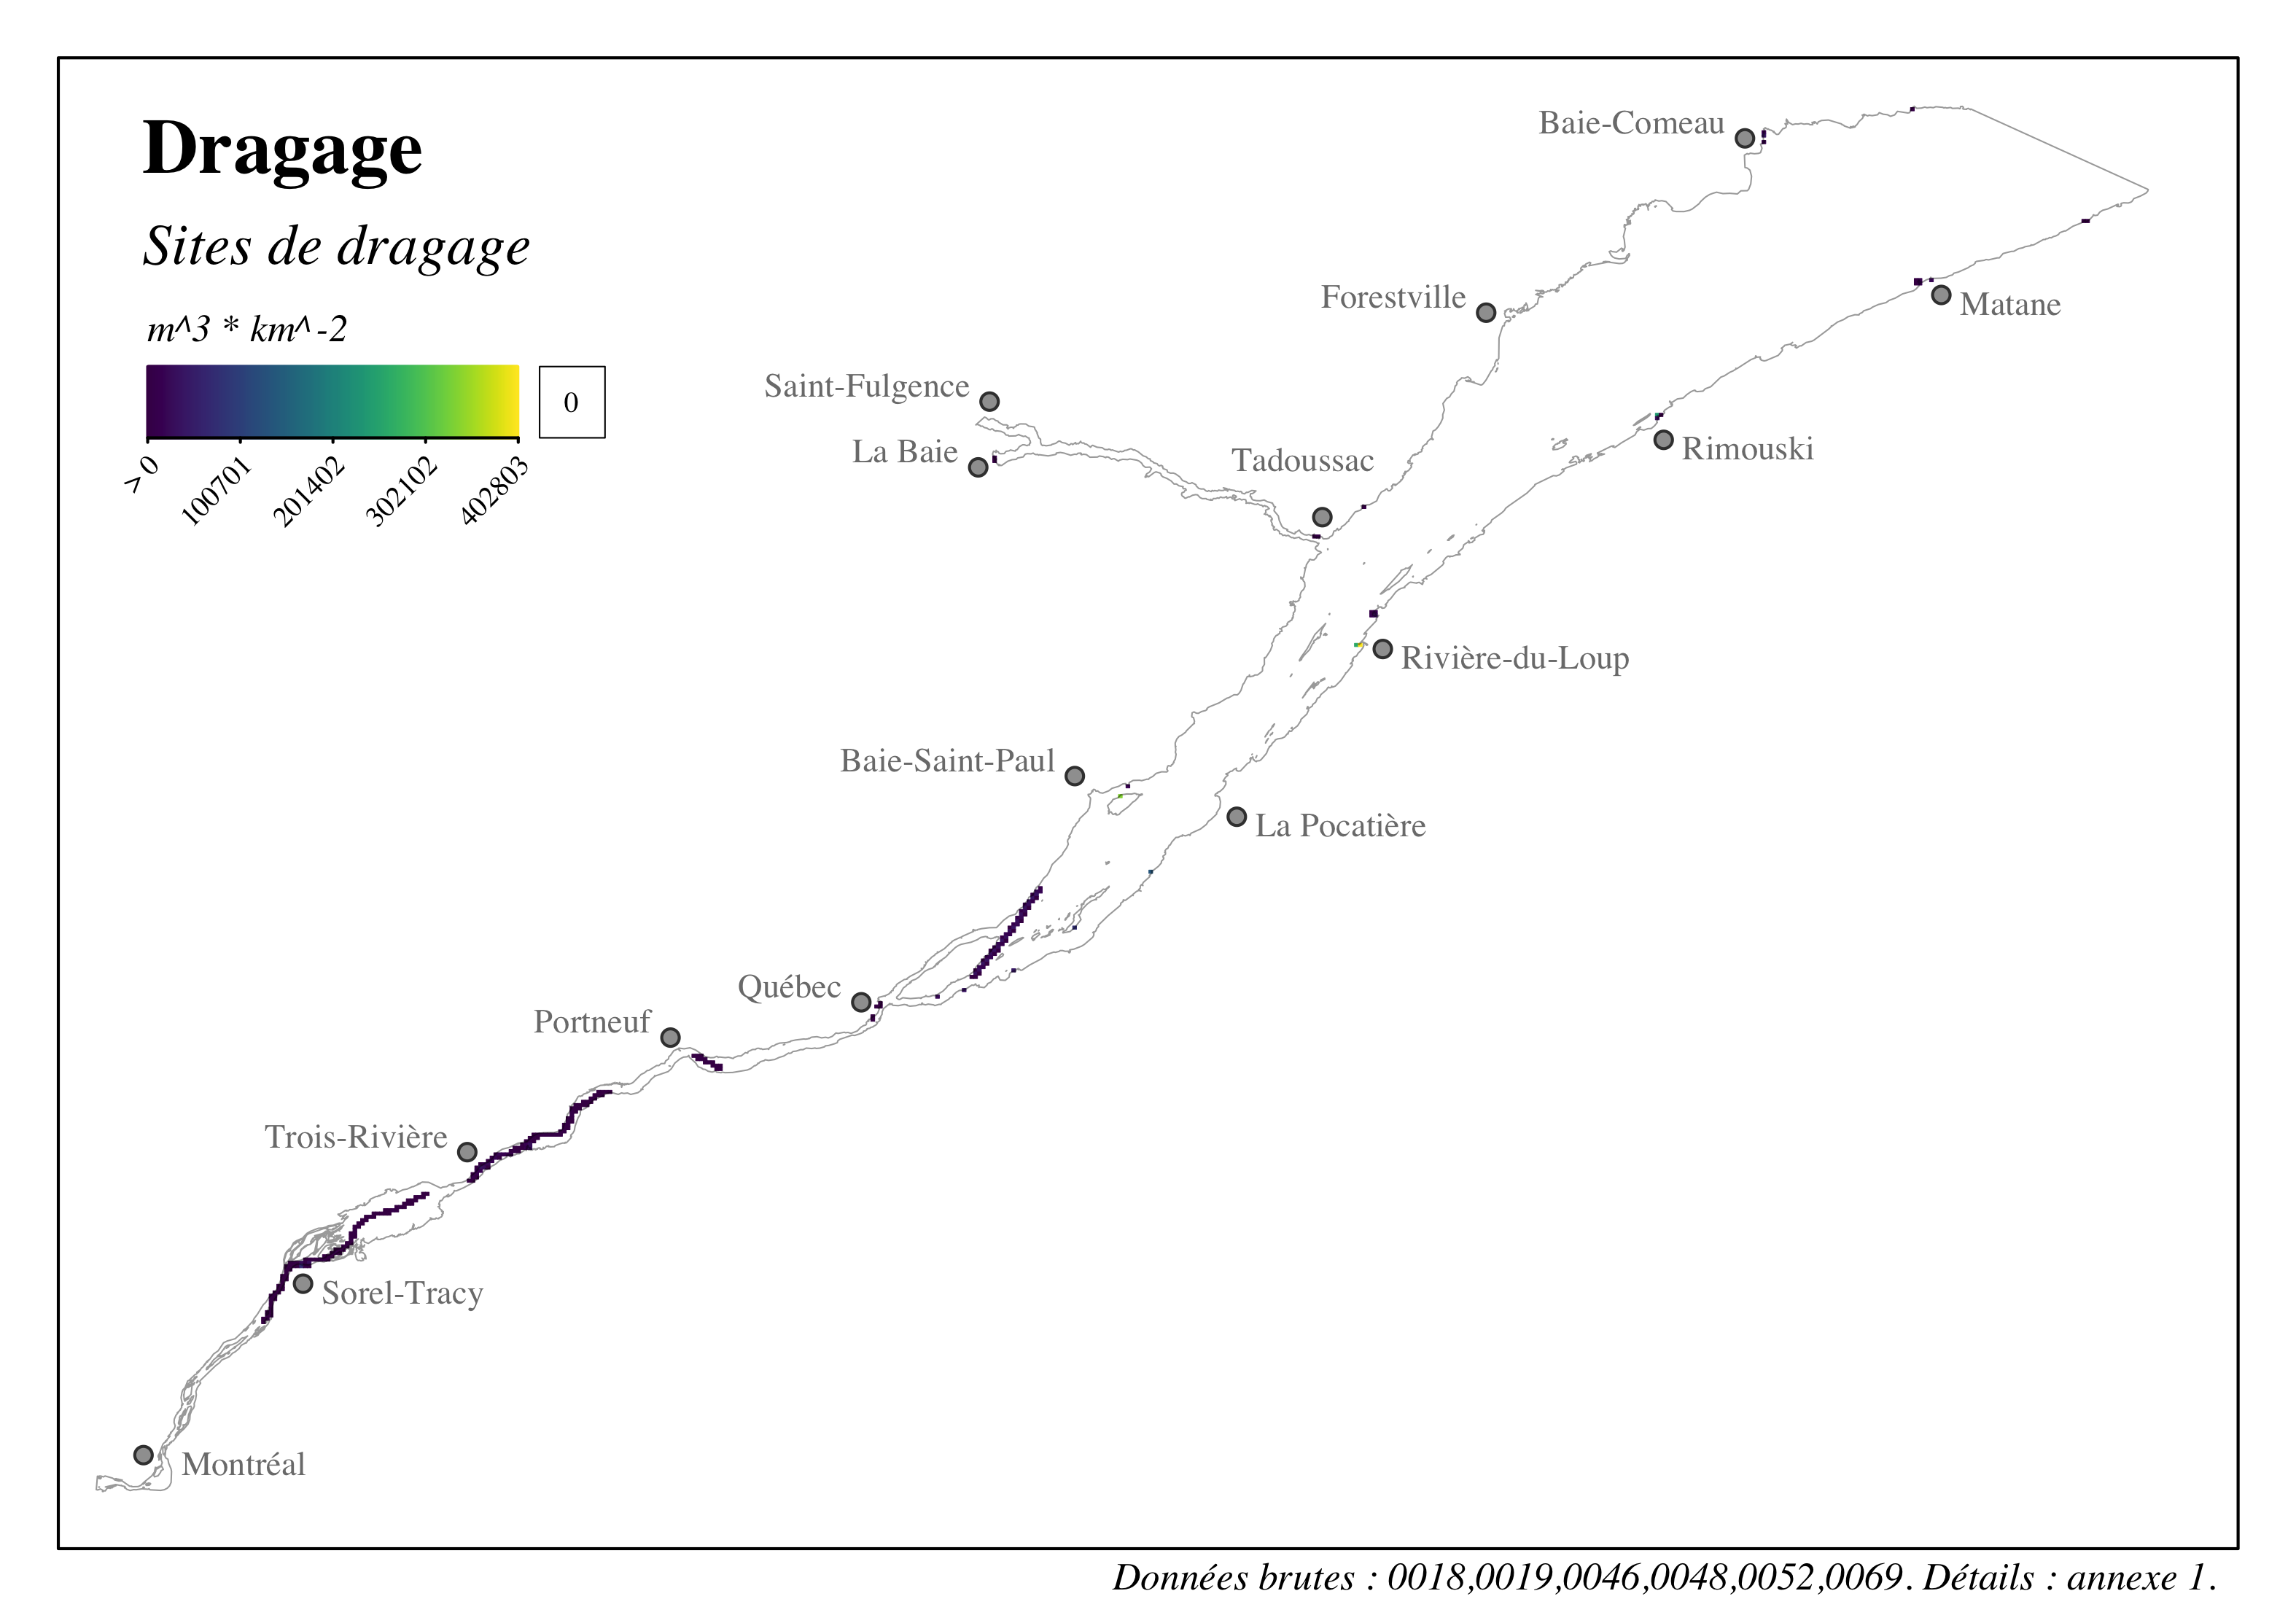 Dragage
Sites de dragage
m^3 * km^-2
> 0
100701
201402
302102
402803
0
Baie-Comeau
Forestville
Matane
Saint-Fulgence
La Baie
Tadoussac
Rimouski
Rivière-du-Loup
Baie-Saint-Paul
La Pocatière
Québec
Portneuf
Trois-Rivière
Sorel-Tracy
Montréal
Données brutes : 0018,0019,0046,0048,0052,0069. Détails : annexe 1.